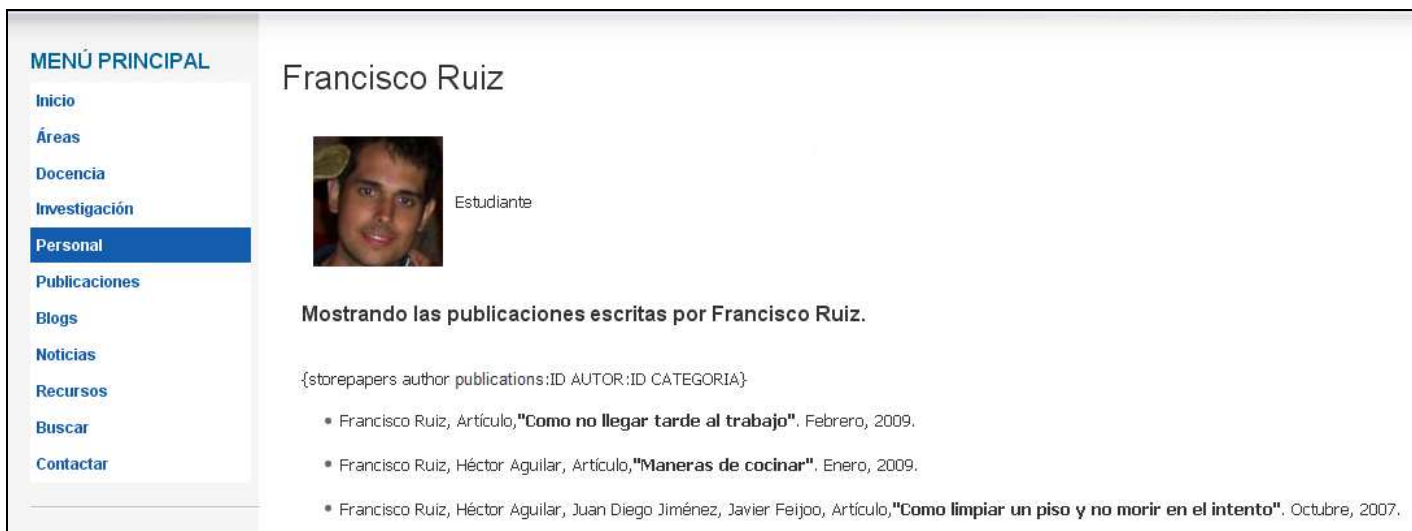 MENÚ PRINCIPAL
Inicio
Áreas
Docencia
Investigación
Personal
Publicaciones
Blogs
Noticias
Recursos
Buscar
Contactar
Francisco Ruiz
Estudiante
Mostrando las publicaciones escritas por Francisco Ruiz.
{storepapers author publications:ID AUTOR:ID CATEGORIA}
• Francisco Ruiz, Artículo,"Como no llegar tarde al trabajo". Febrero, 2009.
• Francisco Ruiz, Héctor Aguilar, Artículo,"Maneras de cocinar". Enero, 2009.
• Francisco Ruiz, Héctor Aguilar, Juan Diego Jiménez, Javier Feijoo, Artículo,"Como limpiar un piso y no morir en el intento". Octubre, 2007.